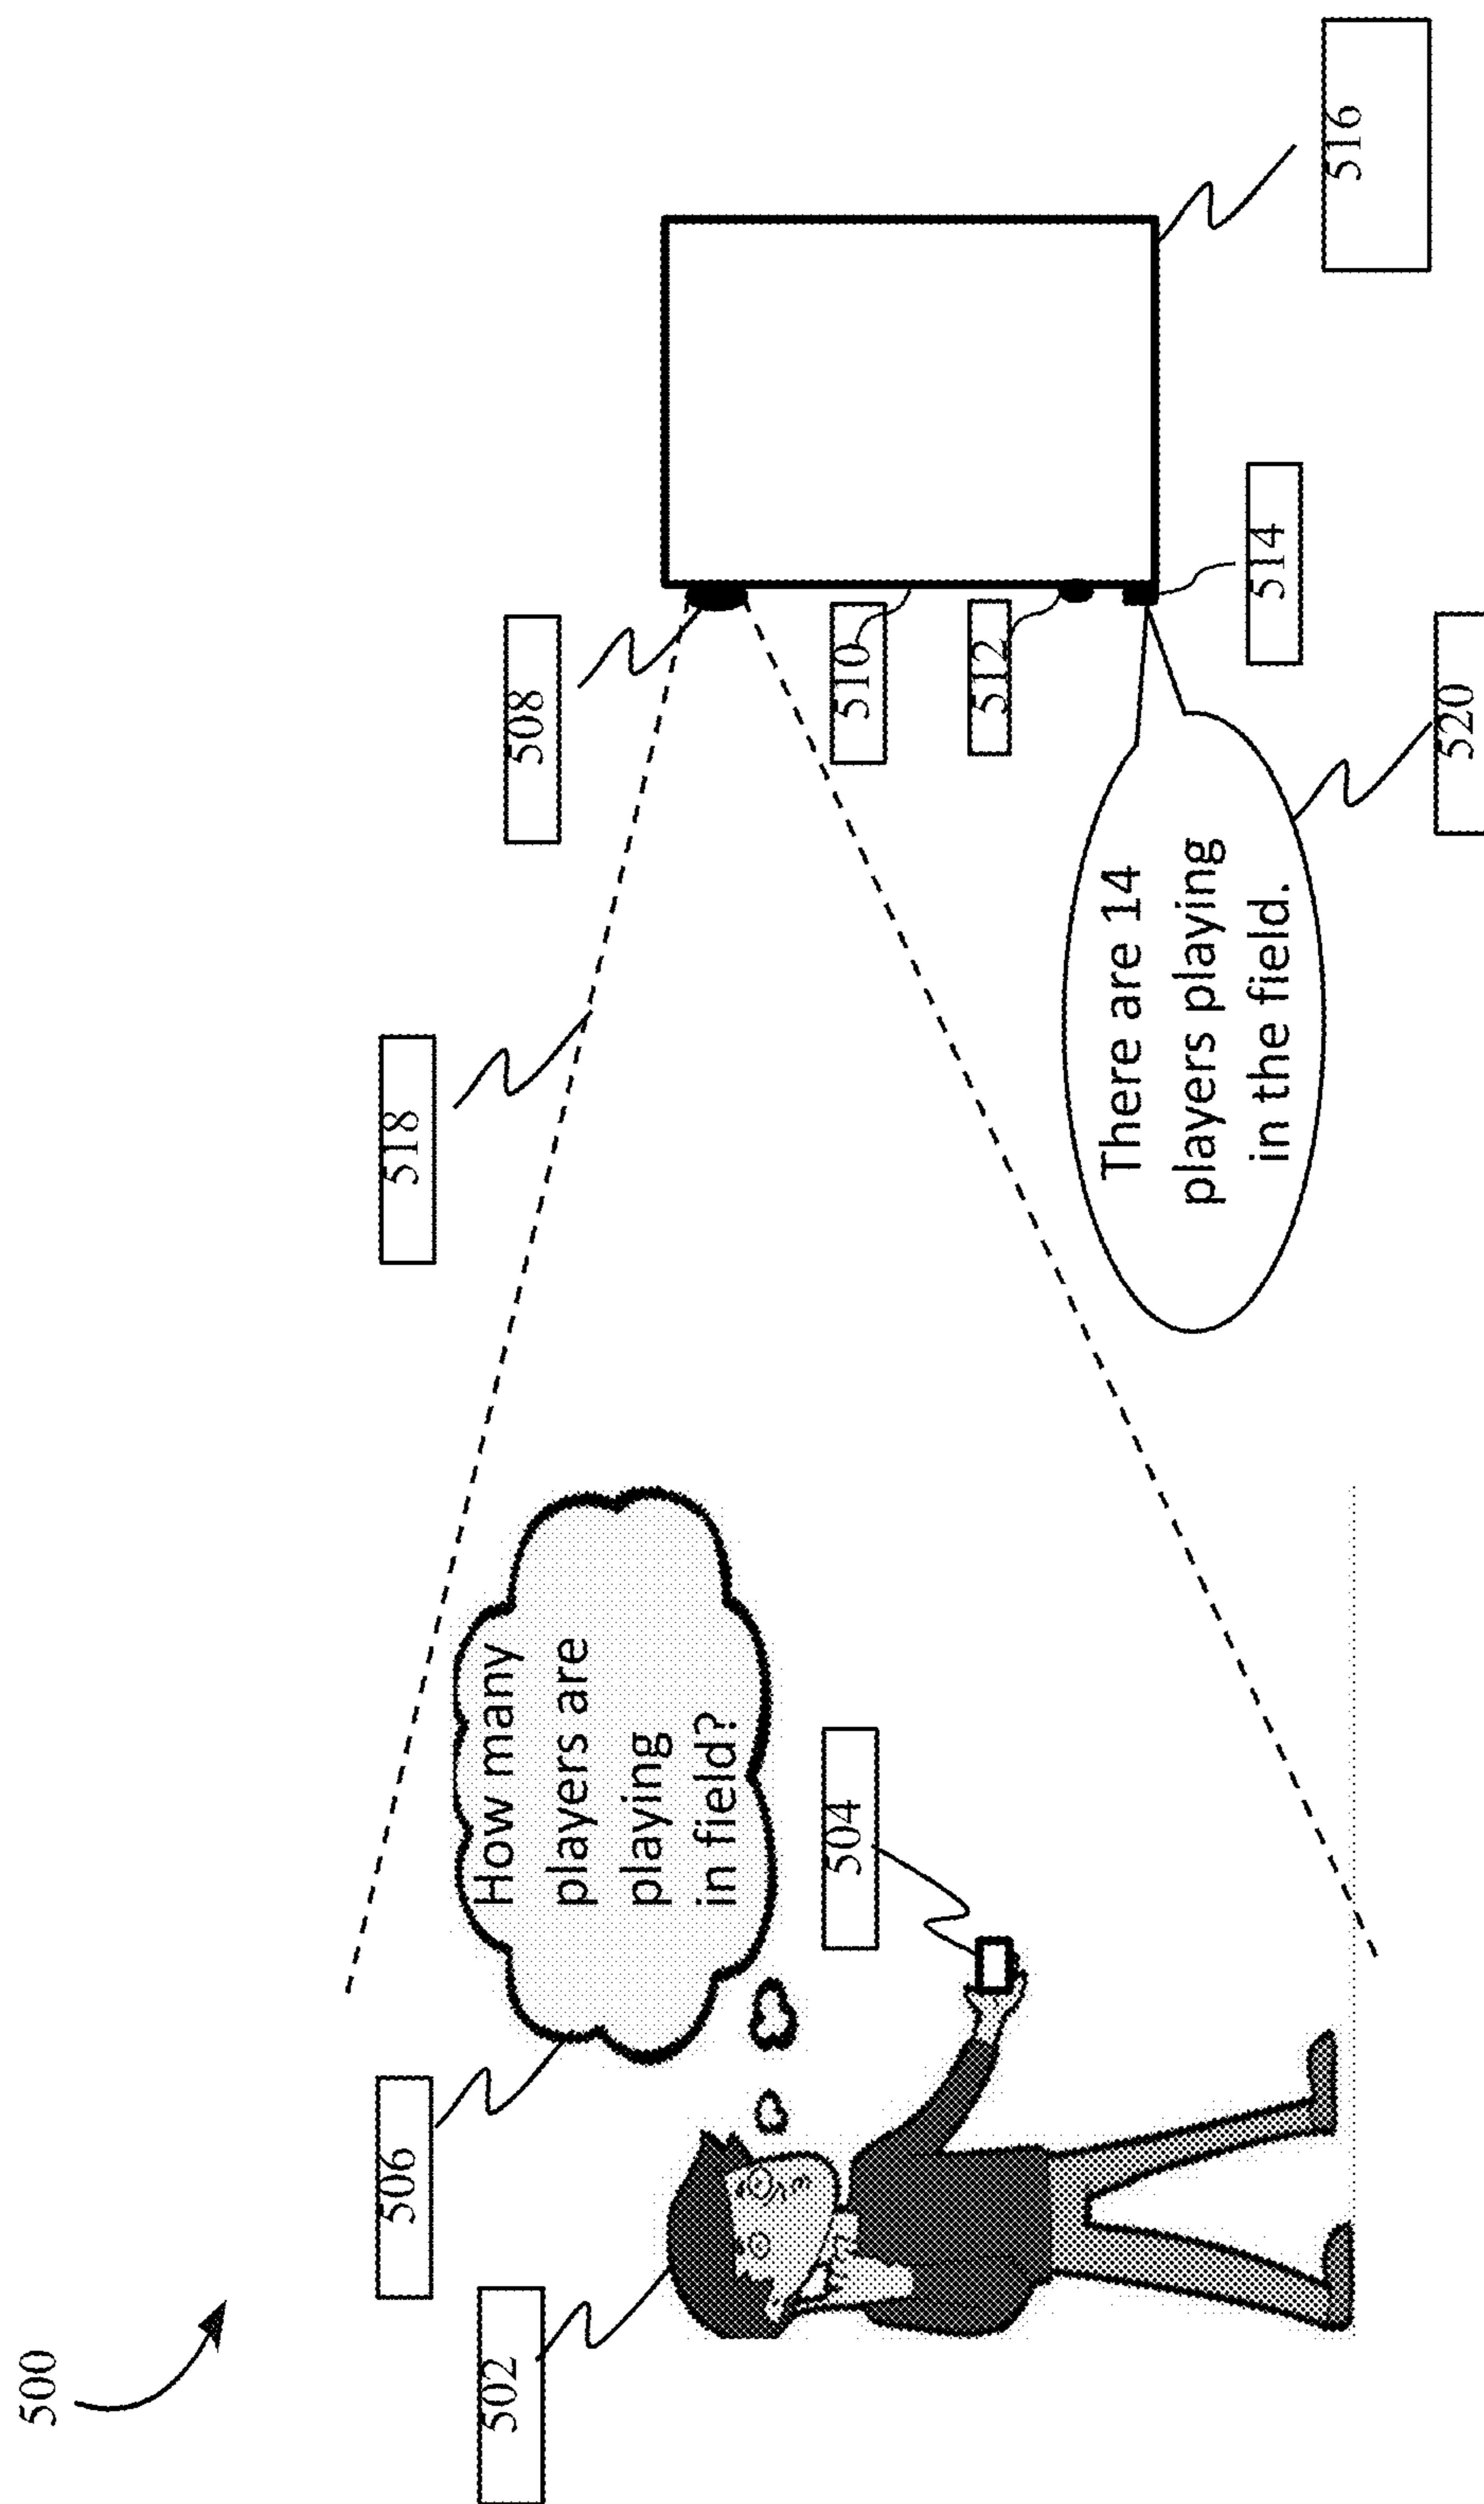 500
502
506
How many
players are
playing
in field?
504
518
508
510
512
514
There are 14
players playing
in the field.
520
516